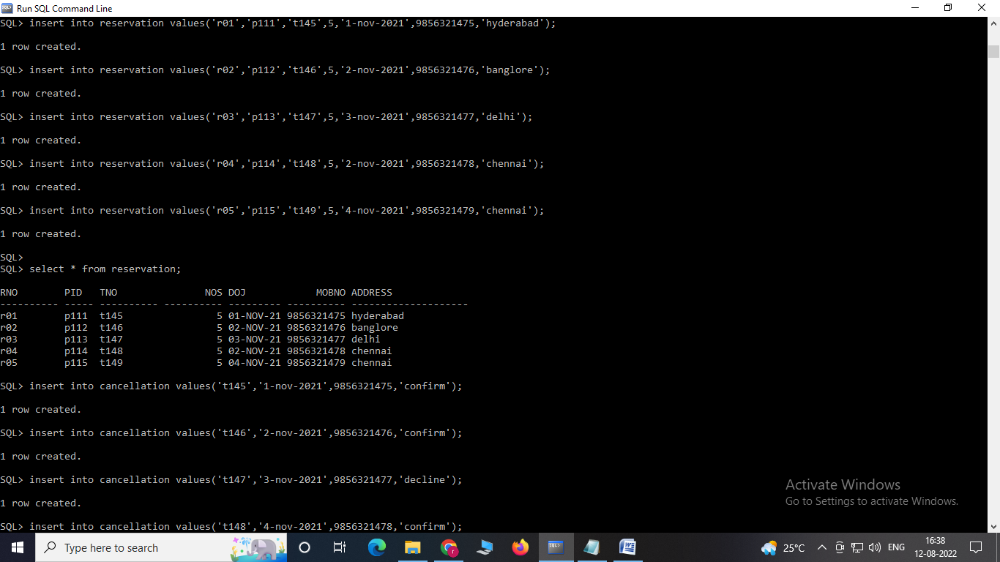 Run SQL Command Line
SQL> insert into reservation values('r01','p111','t145',5,'1-nov-2021',9856321475,'hyderabad');
1 row created.
SQL> insert into reservation values('r02','p112','t146',5,'2-nov-2021',9856321476,'banglore');
1 row created.
SQL> insert into reservation values('r03','p113','t147',5,'3-nov-2021',9856321477,'delhi');
1 row created.
SQL> insert into reservation values('r04','p114','t148',5,'2-nov-2021',9856321478,'chennai');
1 row created.
SQL> insert into reservation values('r05','p115','t149',5,'4-nov-2021',9856321479,'chennai');
1 row created.
SQL>
SQL> select * from reservation;
RNO        PID   TNO               NOS DOJ            MOBNO ADDRESS
---------- ----- ---------- ---------- --------- ---------- --------------------
r01        p111  t145                5 01-NOV-21 9856321475 hyderabad
r02        p112  t146                5 02-NOV-21 9856321476 banglore
r03        p113  t147                5 03-NOV-21 9856321477 delhi
r04        p114  t148                5 02-NOV-21 9856321478 chennai
r05        p115  t149                5 04-NOV-21 9856321479 chennai
SQL> insert into cancellation values('t145','1-nov-2021',9856321475,'confirm');
1 row created.
SQL> insert into cancellation values('t146','2-nov-2021',9856321476,'confirm');
1 row created.
SQL> insert into cancellation values('t147','3-nov-2021',9856321477,'decline');
1 row created.
SQL> insert into cancellation values('t148','4-nov-2021',9856321478,'confirm');
Activate Windows
Go to Settings to activate Windows.
Type here to search
25°C
ENG
16:38
12-08-2022